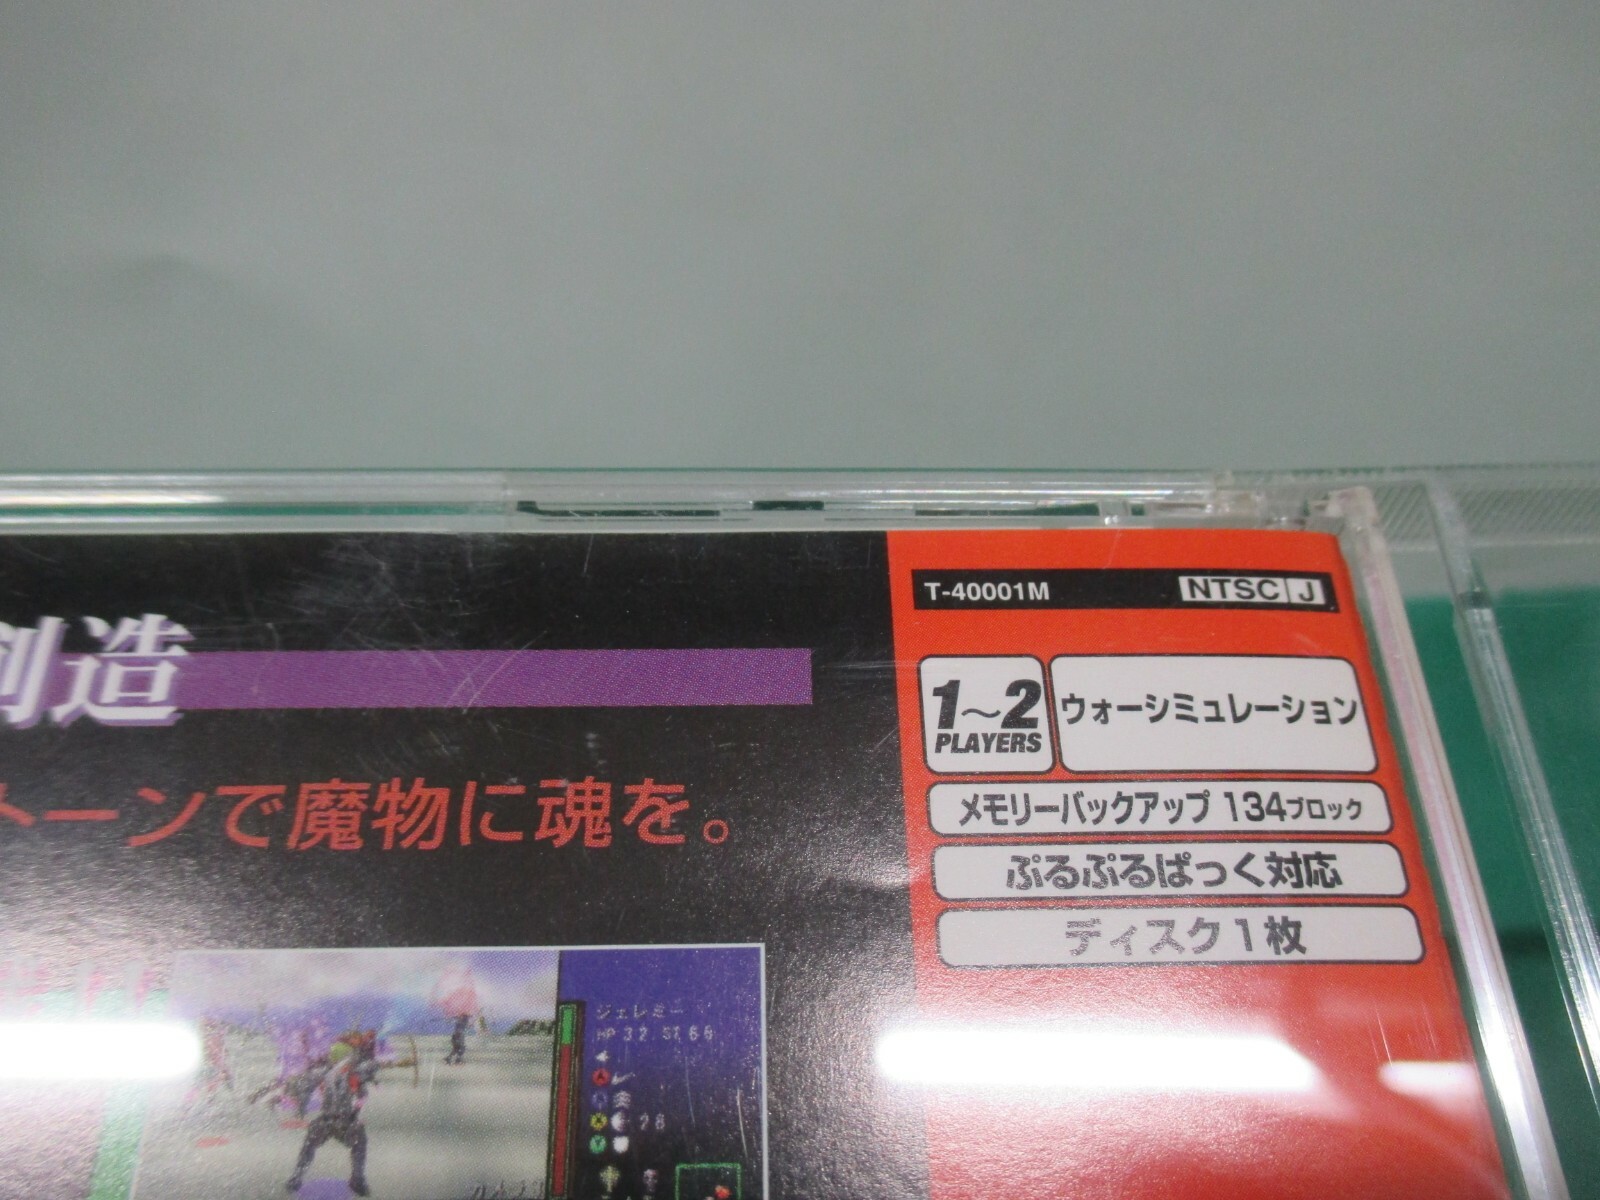 T-40001M NTSC J
創造
1~2 PLAYERS
ウォーシミュレーション
トーンで魔物に魂を。
メモリーバックアップ 134ブロック
ぷるぷるぱっく対応
ディスク1枚
ジェレミー
HP 32 ST 66
28